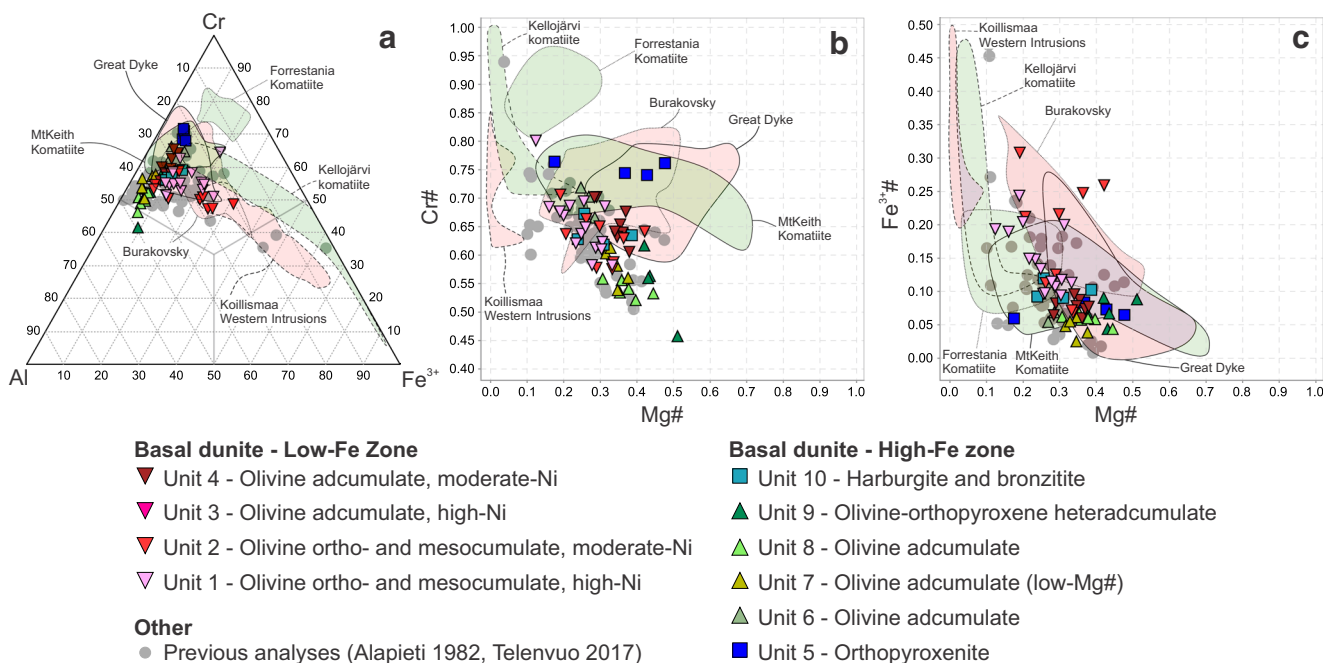 a
Cr
Al
Fe³⁺
10
20
30
40
50
60
70
80
90
90
80
70
60
50
40
30
20
10
10
20
30
40
50
60
70
80
90
Great Dyke
Forrestania
Komatiite
MtKeith
Komatiite
Kellojärvi
komatiite
Burakovsky
Koillismaa
Western Intrusions
b
Cr#
1.00
0.95
0.90
0.85
0.80
0.75
0.70
0.65
0.60
0.55
0.50
0.45
0.40
0.0 0.1 0.2 0.3 0.4 0.5 0.6 0.7 0.8 0.9 1.0
Mg#
Kellojärvi
komatiite
Forrestania
Komatiite
Burakovsky
Great Dyke
MtKeith
Komatiite
Koillismaa
Western Intrusions
c
Fe³⁺#
0.50
0.45
0.40
0.35
0.30
0.25
0.20
0.15
0.10
0.05
0.00
0.0 0.1 0.2 0.3 0.4 0.5 0.6 0.7 0.8 0.9 1.0
Mg#
Koillismaa
Western Intrusions
Kellojärvi
komatiite
Burakovsky
Forrestania
Komatiite
MtKeith
Komatiite
Great Dyke
Basal dunite - Low-Fe Zone
Unit 4 - Olivine adcumulate, moderate-Ni
Unit 3 - Olivine adcumulate, high-Ni
Unit 2 - Olivine ortho- and mesocumulate, moderate-Ni
Unit 1 - Olivine ortho- and mesocumulate, high-Ni
Other
Previous analyses (Alapieti 1982, Telenvuo 2017)
Basal dunite - High-Fe zone
Unit 10 - Harburgite and bronzitite
Unit 9 - Olivine-orthopyroxene heteradcumulate
Unit 8 - Olivine adcumulate
Unit 7 - Olivine adcumulate (low-Mg#)
Unit 6 - Olivine adcumulate
Unit 5 - Orthopyroxenite